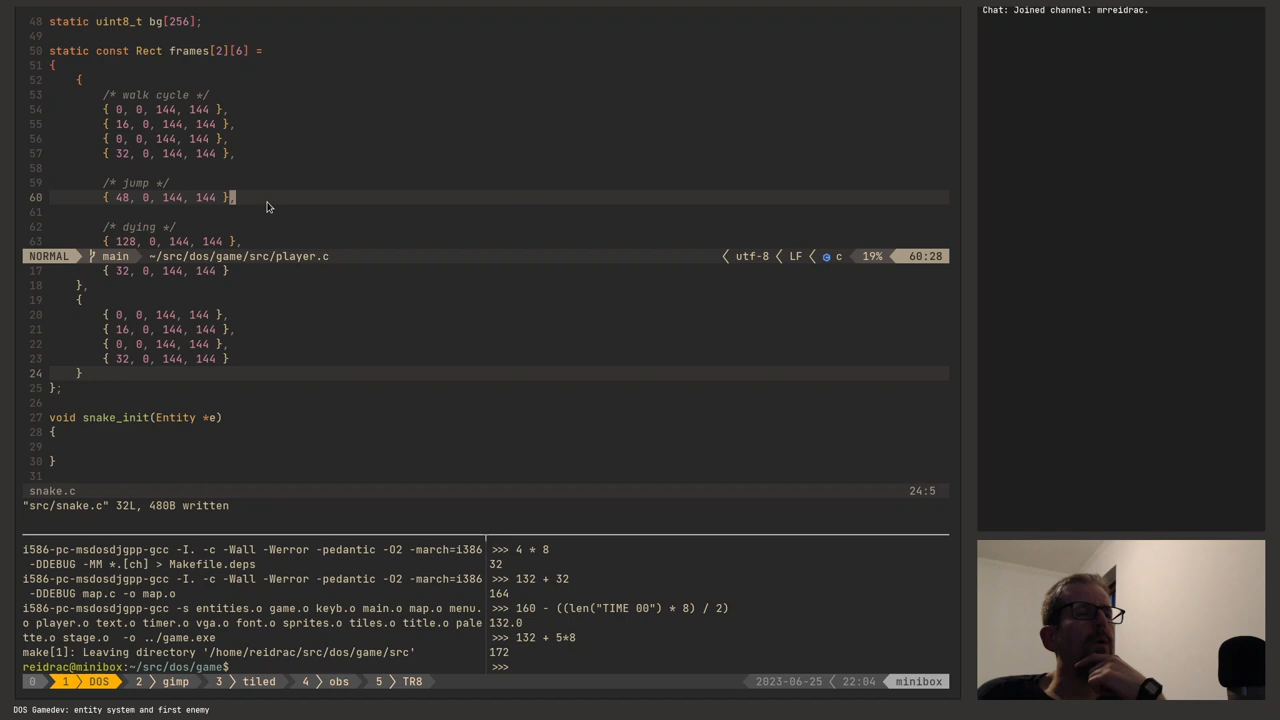 48 static uint8_t bg[256];
49
50 static const Rect frames[2][6] =
51 {
52     {
53         /* walk cycle */
54         { 0, 0, 144, 144 },
55         { 16, 0, 144, 144 },
56         { 0, 0, 144, 144 },
57         { 32, 0, 144, 144 },
58
59         /* jump */
60         { 48, 0, 144, 144 },
61
62         /* dying */
63         { 128, 0, 144, 144 },
NORMAL main ~/src/dos/game/src/player.c utf-8 LF c 19% 60:28
17         { 32, 0, 144, 144 }
18     },
19     {
20         { 0, 0, 144, 144 },
21         { 16, 0, 144, 144 },
22         { 0, 0, 144, 144 },
23         { 32, 0, 144, 144 }
24     }
25 };
26
27 void snake_init(Entity *e)
28 {
29
30 }
31
snake.c 24:5
"src/snake.c" 32L, 480B written
i586-pc-msdosdjgpp-gcc -I. -c -Wall -Werror -pedantic -O2 -march=i386
 -DDEBUG -MM *.[ch] > Makefile.deps
i586-pc-msdosdjgpp-gcc -I. -c -Wall -Werror -pedantic -O2 -march=i386
 -DDEBUG map.c -o map.o
i586-pc-msdosdjgpp-gcc -s entities.o game.o keyb.o main.o map.o menu.
o player.o text.o timer.o vga.o font.o sprites.o tiles.o title.o pale
tte.o stage.o  -o ../game.exe
make[1]: Leaving directory '/home/reidrac/src/dos/game/src'
reidrac@minibox:~/src/dos/game$
>>> 4 * 8
32
>>> 132 + 32
164
>>> 160 - ((len("TIME 00") * 8) / 2)
132.0
>>> 132 + 5*8
172
>>>
0 1 DOS 2 gimp 3 tiled 4 obs 5 TR8 2023-06-25 22:04 minibox
DOS Gamedev: entity system and first enemy
Chat: Joined channel: mrreidrac.